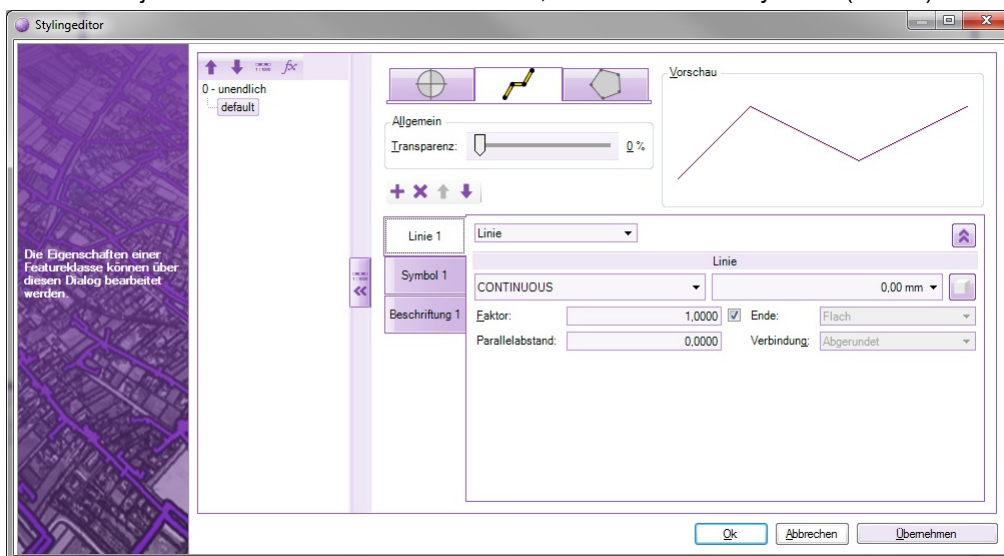 Stylingeditor
0 - unendlich
default
Die Eigenschaften einer
Featureklasse können über
diesen Dialog bearbeitet
werden.
Allgemein
Transparenz:
0 %
Vorschau
Linie 1
Symbol 1
Beschriftung 1
Linie
Linie
CONTINUOUS
0,00 mm
Faktor:
1,0000
Ende:
Flach
Parallelabstand:
0,0000
Verbindung:
Abgerundet
Ok
Abbrechen
Übernehmen